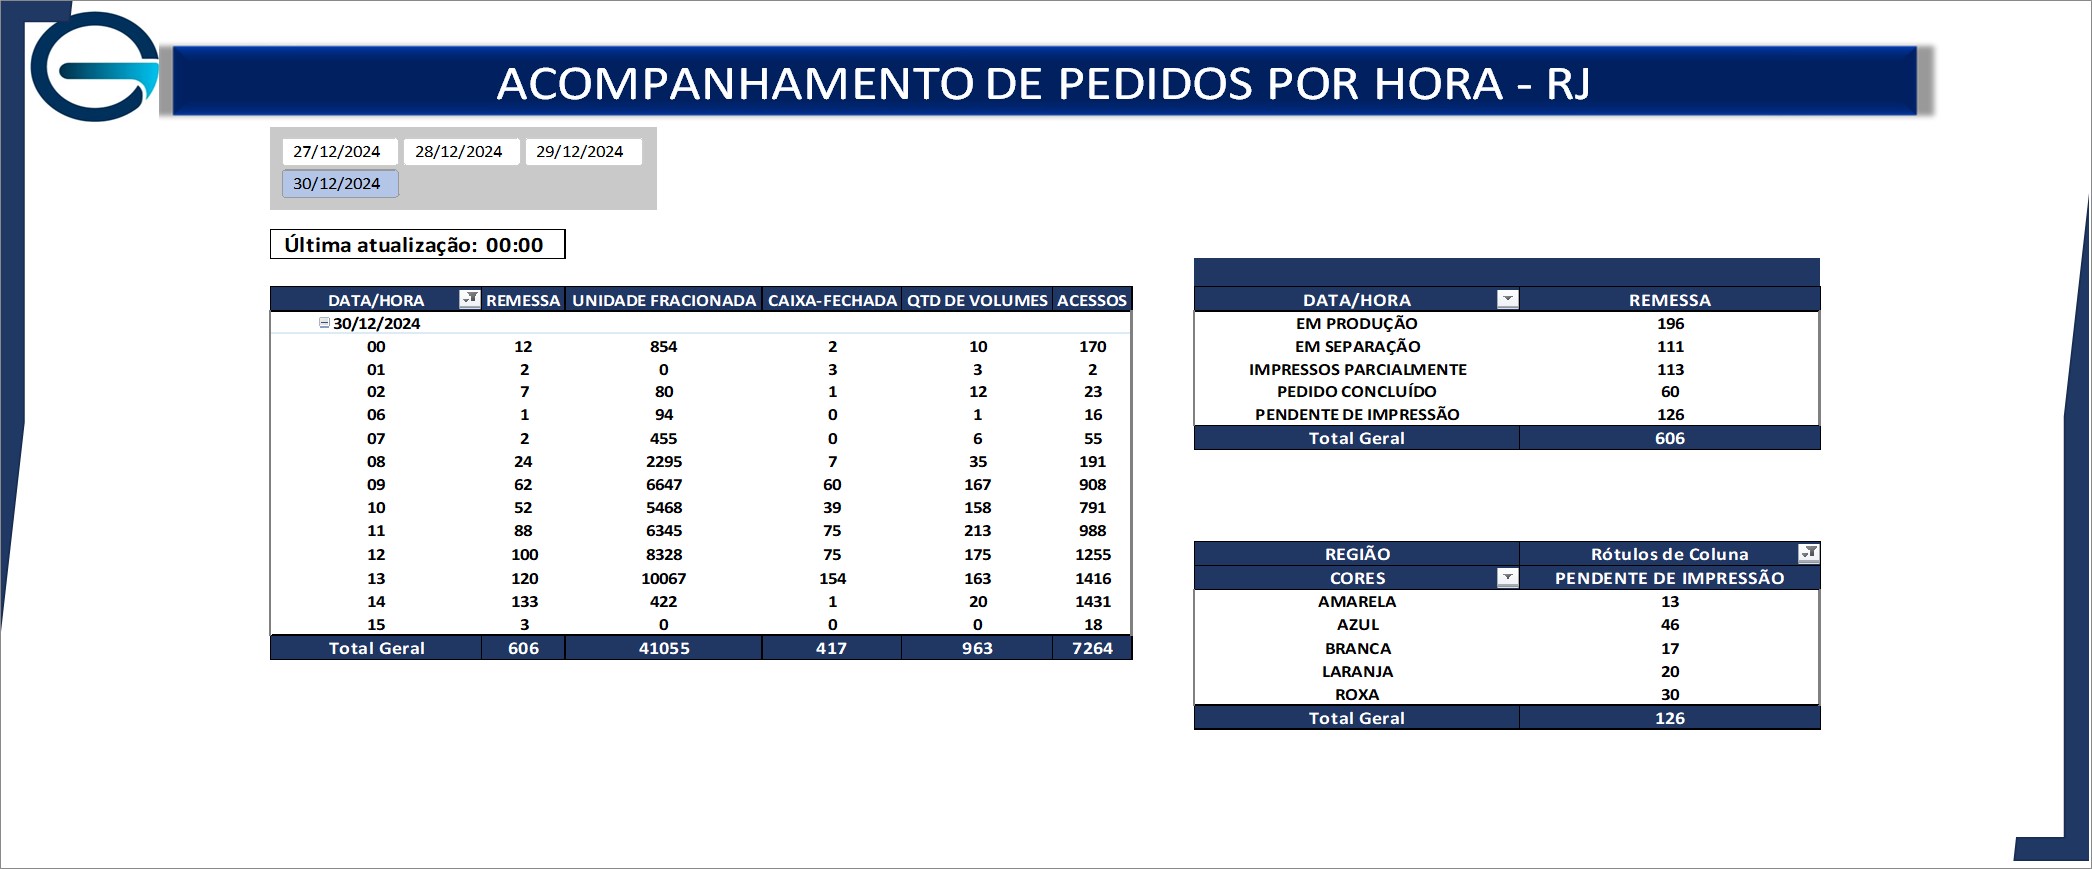 ACOMPANHAMENTO DE PEDIDOS POR HORA - RJ
27/12/2024 28/12/2024 29/12/2024
30/12/2024
Última atualização: 00:00
DATA/HORA REMESSA UNIDADE FRACIONADA CAIXA-FECHADA QTD DE VOLUMES ACESSOS
30/12/2024
00 12 854 2 10 170
01 2 0 3 3 2
02 7 80 1 12 23
06 1 94 0 1 16
07 2 455 0 6 55
08 24 2295 7 35 191
09 62 6647 60 167 908
10 52 5468 39 158 791
11 88 6345 75 213 988
12 100 8328 75 175 1255
13 120 10067 154 163 1416
14 133 422 1 20 1431
15 3 0 0 0 18
Total Geral 606 41055 417 963 7264
DATA/HORA REMESSA
EM PRODUÇÃO 196
EM SEPARAÇÃO 111
IMPRESSOS PARCIALMENTE 113
PEDIDO CONCLUÍDO 60
PENDENTE DE IMPRESSÃO 126
Total Geral 606
REGIÃO Rótulos de Coluna
CORES PENDENTE DE IMPRESSÃO
AMARELA 13
AZUL 46
BRANCA 17
LARANJA 20
ROXA 30
Total Geral 126